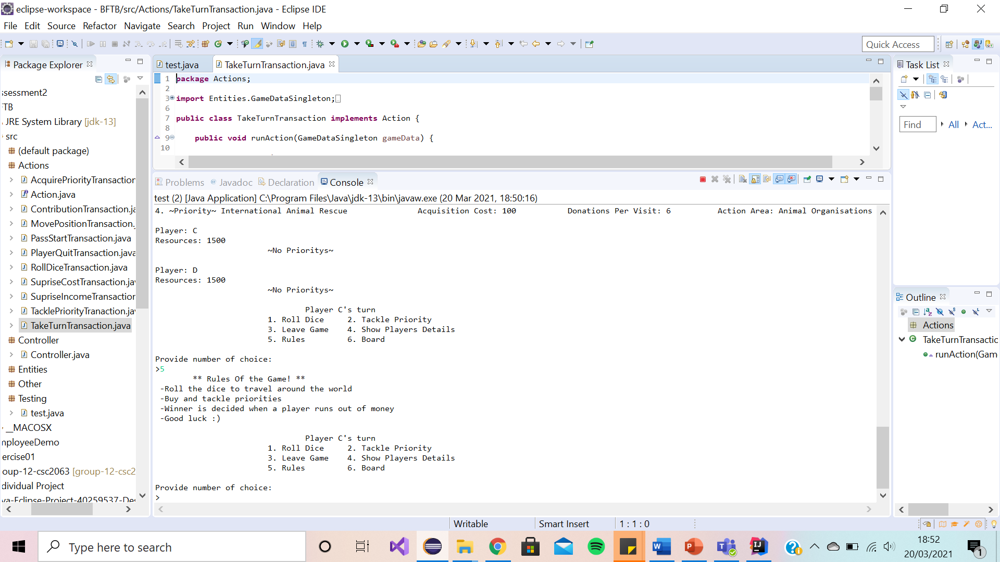 eclipse-workspace - BFTB/src/Actions/TakeTurnTransaction.java - Eclipse IDE
File Edit Source Refactor Navigate Search Project Run Window Help
Quick Access
Package Explorer
ssessment2
FTB
JRE System Library [jdk-13]
src
(default package)
Actions
AcquirePriorityTransaction
Action.java
ContributionTransaction.ja
MovePositionTransaction.
PassStartTransaction.java
PlayerQuitTransaction.java
RollDiceTransaction.java
SupriseCostTransaction.jav
SupriseIncomeTransaction
TacklePriorityTranaction.jav
TakeTurnTransaction.java
Controller
Controller.java
Entities
Other
Testing
test.java
__MACOSX
mployeeDemo
ercise01
oup-12-csc2063 [group-12-csc2
dividual Project
va-Eclipse-Project-40259537-Des
test.java TakeTurnTransaction.java
1 package Actions;
2
3 import Entities.GameDataSingleton;
6
7 public class TakeTurnTransaction implements Action {
8
9 public void runAction(GameDataSingleton gameData) {
10
Problems Javadoc Declaration Console
test (2) [Java Application] C:\Program Files\Java\jdk-13\bin\javaw.exe (20 Mar 2021, 18:50:16)
4. ~Priority~ International Animal Rescue Acquisition Cost: 100 Donations Per Visit: 6 Action Area: Animal Organisations
Player: C
Resources: 1500
~No Prioritys~
Player: D
Resources: 1500
~No Prioritys~
Player C's turn
1. Roll Dice 2. Tackle Priority
3. Leave Game 4. Show Players Details
5. Rules 6. Board
Provide number of choice:
>5
** Rules Of the Game! **
-Roll the dice to travel around the world
-Buy and tackle priorities
-Winner is decided when a player runs out of money
-Good luck :)
Player C's turn
1. Roll Dice 2. Tackle Priority
3. Leave Game 4. Show Players Details
5. Rules 6. Board
Provide number of choice:
>
Task List
Find All Act...
Outline
Actions
TakeTurnTransactic
runAction(Gam
Writable Smart Insert 1 : 1 : 0
Type here to search
18:52
20/03/2021
1